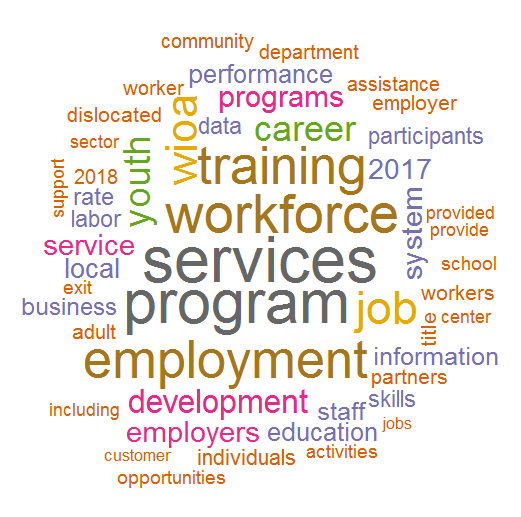 community
department
performance
worker
programs
assistance
employer
dislocated
wioa
data
career
participants
sector
youth
training
2017
support
2018
rate
workforce
system
provided
labor
provide
service
services
local
school
exit
program
job
workers
business
title
center
adult
employment
information
partners
including
development
staff
skills
employers
education
jobs
customer
individuals
activities
opportunities